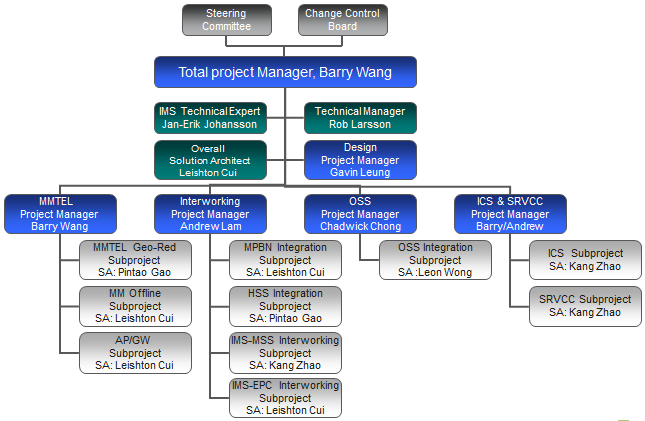 Steering
Committee
Change Control
Board
Total project Manager, Barry Wang
IMS Technical Expert
Jan-Erik Johansson
Technical Manager
Rob Larsson
Overall
Solution Architect
Leishton Cui
Design
Project Manager
Gavin Leung
MMTEL
Project Manager
Barry Wang
Interworking
Project Manager
Andrew Lam
OSS
Project Manager
Chadwick Chong
ICS & SRVCC
Project Manager
Barry/Andrew
MMTEL Geo-Red
Subproject
SA: Pintao Gao
MPBN Integration
Subproject
SA: Leishton Cui
OSS Integration
Subproject
SA :Leon Wong
ICS Subproject
SA: Kang Zhao
MM Offline
Subproject
SA: Leishton Cui
HSS Integration
Subproject
SA: Pintao Gao
SRVCC Subproject
SA: Kang Zhao
AP/GW
Subproject
SA: Leishton Cui
IMS-MSS Interworking
Subproject
SA: Kang Zhao
IMS-EPC Interworking
Subproject
SA: Leishton Cui